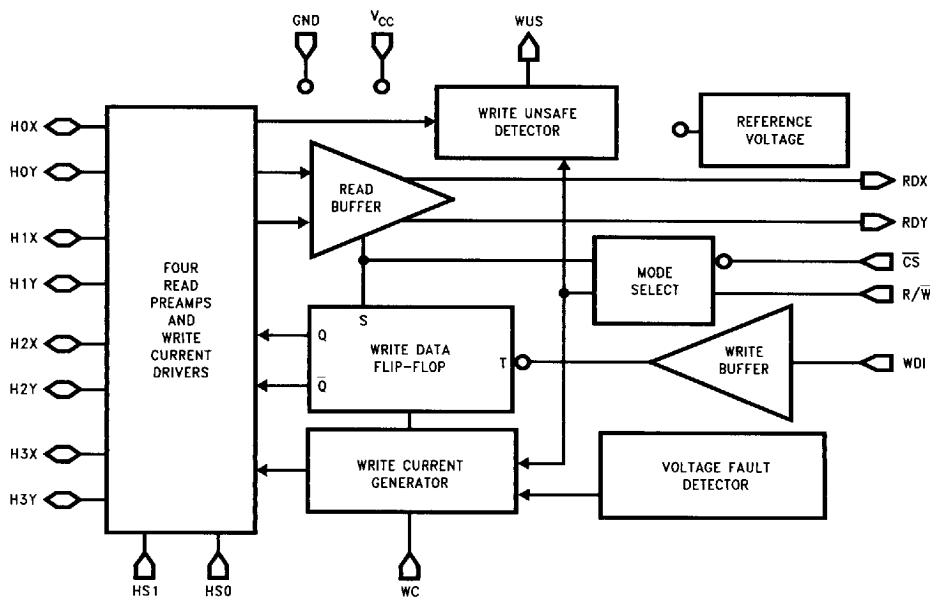 GND
V_CC
WUS
H0X
H0Y
H1X
H1Y
H2X
H2Y
H3X
H3Y
FOUR
READ
PREAMPS
AND
WRITE
CURRENT
DRIVERS
HS1
HS0
WRITE UNSAFE
DETECTOR
REFERENCE
VOLTAGE
READ
BUFFER
RDX
RDY
MODE
SELECT
C̅S̅
R/W̅
S
Q
Q̅
WRITE DATA
FLIP-FLOP
T
WRITE
BUFFER
WDI
WRITE CURRENT
GENERATOR
VOLTAGE FAULT
DETECTOR
WC